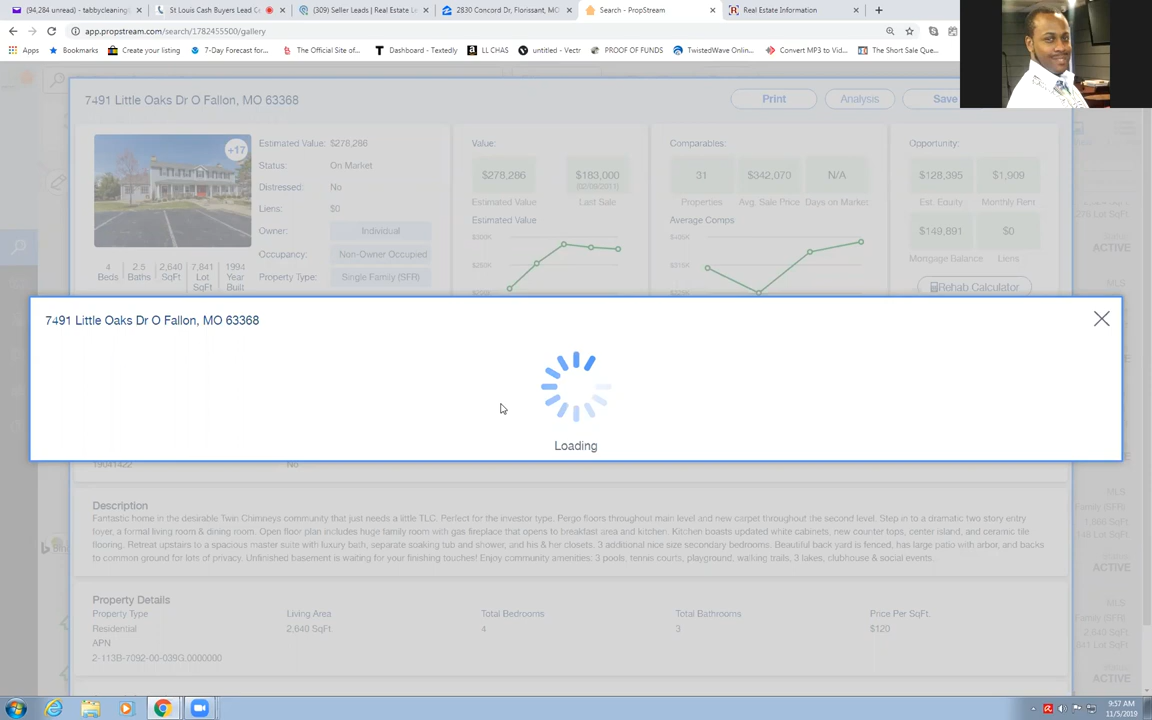 (94,284 unread) - tabbycleaning
St Louis Cash Buyers Lead C
(309) Seller Leads | Real Estate Le
2830 Concord Dr, Florissant, MO
Search - PropStream
Real Estate Information
app.propstream.com/search/1782455500/gallery
Apps
Bookmarks
Create your listing
7-Day Forecast for...
The Official Site of...
Dashboard - Textedly
LL CHAS
untitled - Vectr
PROOF OF FUNDS
TwistedWave Onlin...
Convert MP3 to Vid...
The Short Sale Que...
7491 Little Oaks Dr O Fallon, MO 63368
Print
Analysis
Save
+17
Estimated Value: $278,286
Status: On Market
Distressed: No
Liens: $0
Owner: Individual
Occupancy: Non-Owner Occupied
Property Type: Single Family (SFR)
4 Beds
2.5 Baths
2,640 SqFt
7,841 Lot SqFt
1994 Year Built
Value:
$278,286
$183,000
Estimated Value
Last Sale
Estimated Value
Comparables:
31
$342,070
N/A
Properties
Avg. Sale Price
Days on Market
Average Comps
Opportunity:
$128,395
$1,909
Est. Equity
Monthly Rent
$149,891
$0
Mortgage Balance
Liens
Rehab Calculator
ACTIVE
MLS
7491 Little Oaks Dr O Fallon, MO 63368
Loading
19041422
No
Description
Fantastic home in the desirable Twin Chimneys community that just needs a little TLC. Perfect for the investor type. Pergo floors throughout main level and new carpet throughout the second level. Step in to a dramatic two story entry
foyer, a formal living room & dining room. Open floor plan includes huge family room with gas fireplace that opens to breakfast area and kitchen. Kitchen boasts updated white cabinets, new counter tops, center island, and ceramic tile
flooring. Retreat upstairs to a spacious master suite with luxury bath, separate soaking tub and shower, and his & her closets. 3 additional nice size secondary bedrooms. Beautiful back yard is fenced, has large patio with arbor, and backs
to common ground for lots of privacy. Unfinished basement is waiting for your finishing touches! Enjoy community amenities: 3 pools, tennis courts, playground, walking trails, 3 lakes, clubhouse & social events.
MLS
ACTIVE
Property Details
Property Type
Living Area
Total Bedrooms
Total Bathrooms
Price Per SqFt.
Residential
2,640 SqFt.
4
3
$120
APN
2-113B-7092-00-039G.0000000
MLS
ACTIVE
9:57 AM
11/5/2019